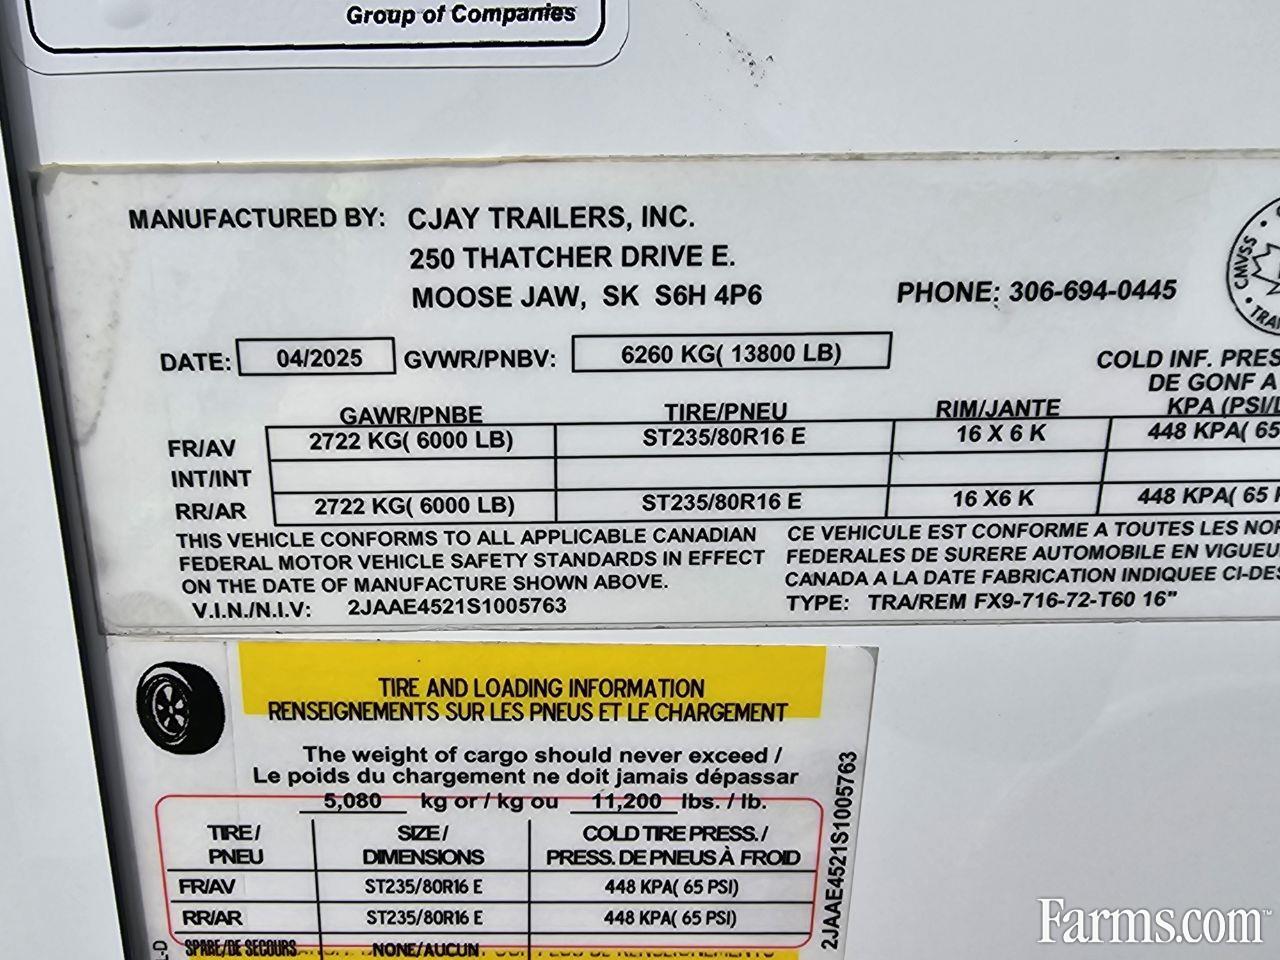 Group of Companies
MANUFACTURED BY: CJAY TRAILERS, INC.
250 THATCHER DRIVE E.
MOOSE JAW, SK S6H 4P6
PHONE: 306-694-0445
CMVSS
DATE: 04/2025 GVWR/PNBV: 6260 KG( 13800 LB)
COLD INF. PRES
DE GONF A
GAWR/PNBE TIRE/PNEU RIM/JANTE KPA (PSI/L
FR/AV 2722 KG( 6000 LB) ST235/80R16 E 16 X 6 K 448 KPA( 65
INT/INT
RR/AR 2722 KG( 6000 LB) ST235/80R16 E 16 X6 K 448 KPA( 65 P
THIS VEHICLE CONFORMS TO ALL APPLICABLE CANADIAN
FEDERAL MOTOR VEHICLE SAFETY STANDARDS IN EFFECT
ON THE DATE OF MANUFACTURE SHOWN ABOVE.
V.I.N./N.I.V: 2JAAE4521S1005763
CE VEHICULE EST CONFORME A TOUTES LES NOR
FEDERALES DE SURERE AUTOMOBILE EN VIGUEU
CANADA A LA DATE FABRICATION INDIQUEE CI-DES
TYPE: TRA/REM FX9-716-72-T60 16"
TIRE AND LOADING INFORMATION
RENSEIGNEMENTS SUR LES PNEUS ET LE CHARGEMENT
The weight of cargo should never exceed /
Le poids du chargement ne doit jamais dépassar
5,080 kg or / kg ou 11,200 lbs. / lb.
TIRE / SIZE / COLD TIRE PRESS. /
PNEU DIMENSIONS PRESS. DE PNEUS À FROID
FR/AV ST235/80R16 E 448 KPA( 65 PSI)
RR/AR ST235/80R16 E 448 KPA( 65 PSI)
SPARE/DE SECOURS NONE/AUCUN
2JAAE4521S1005763
Farms.com